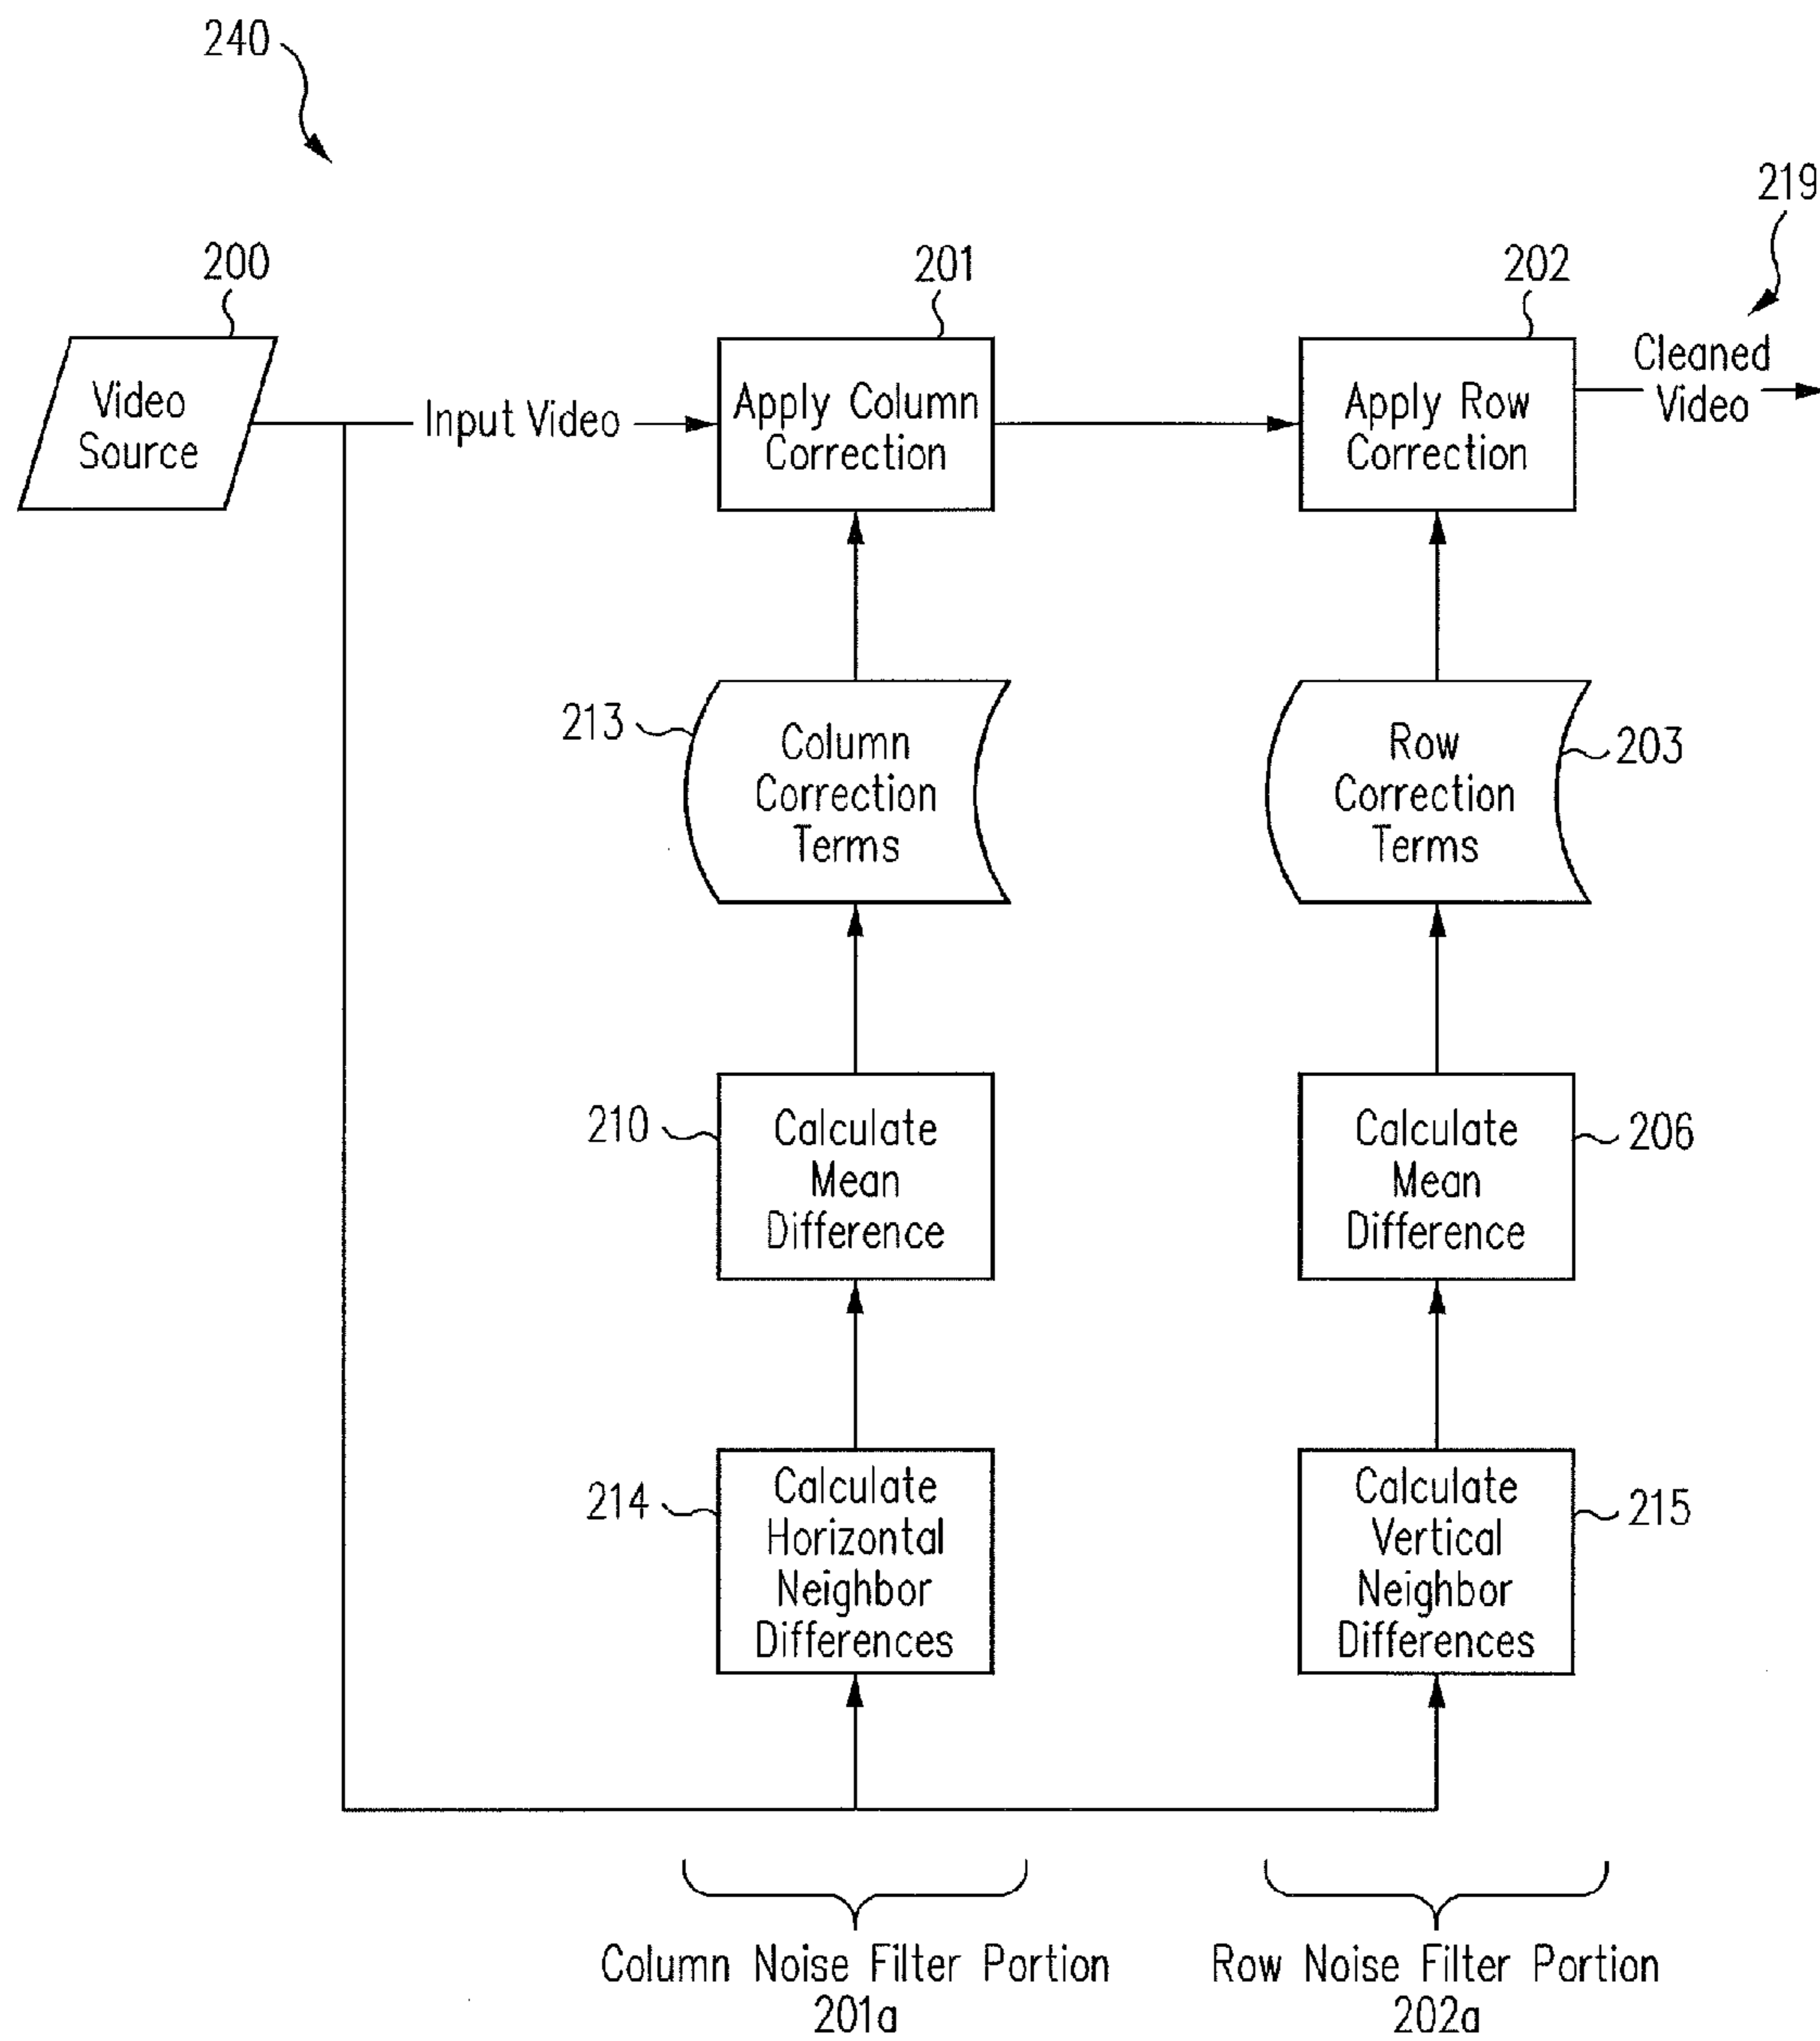 240
219
200
201
202
Video
Source
Input Video
Apply Column
Correction
Apply Row
Correction
Cleaned
Video
213
Column
Correction
Terms
Row
Correction
Terms
203
210
Calculate
Mean
Difference
Calculate
Mean
Difference
206
214
Calculate
Horizontal
Neighbor
Differences
Calculate
Vertical
Neighbor
Differences
215
Column Noise Filter Portion
201a
Row Noise Filter Portion
202a